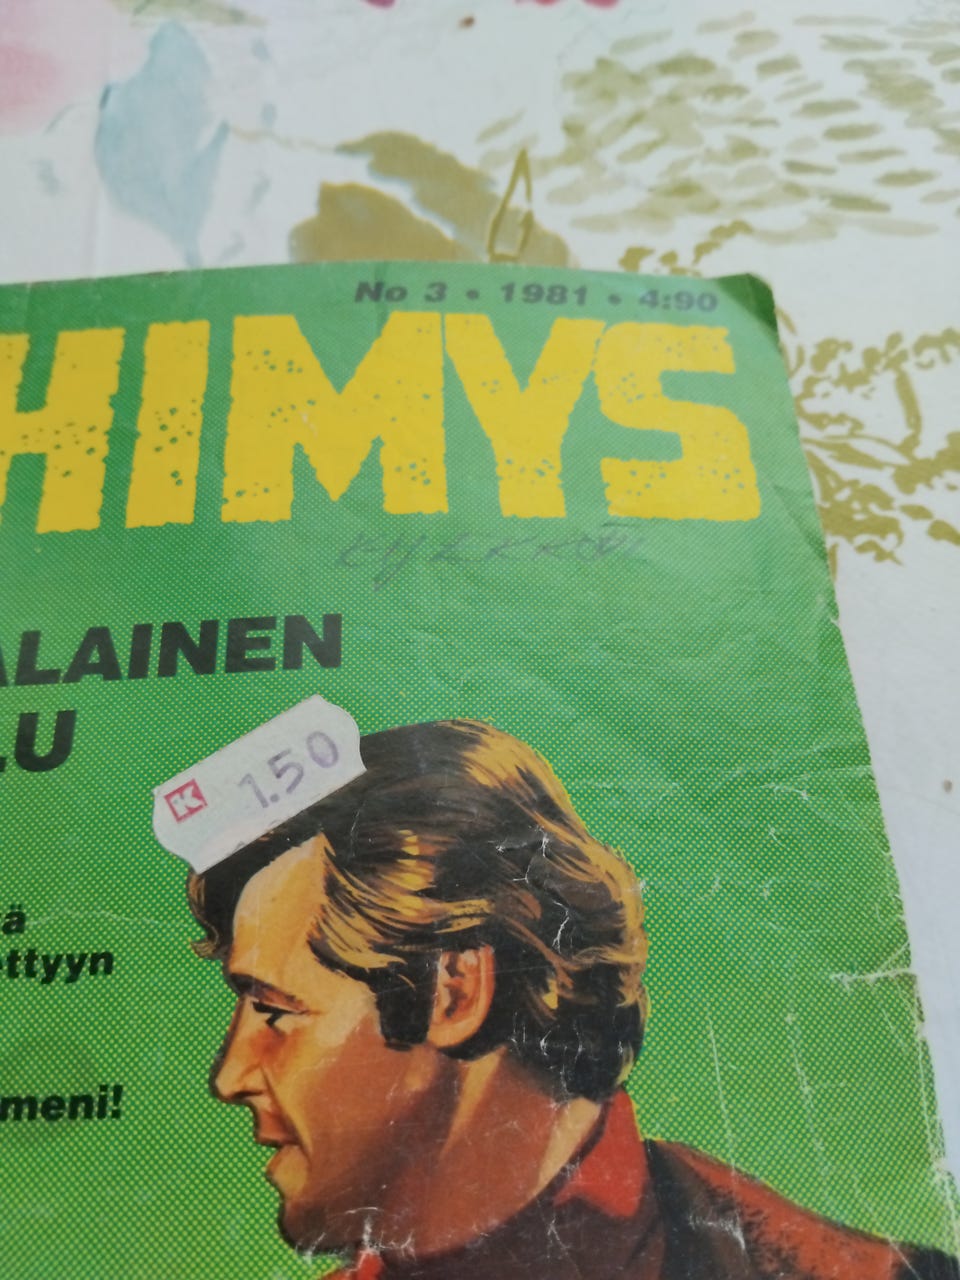 No 3 • 1981 • 4:90
HIMYS
ALAINEN
LU
K 1.50
ä
ettyyn
meni!